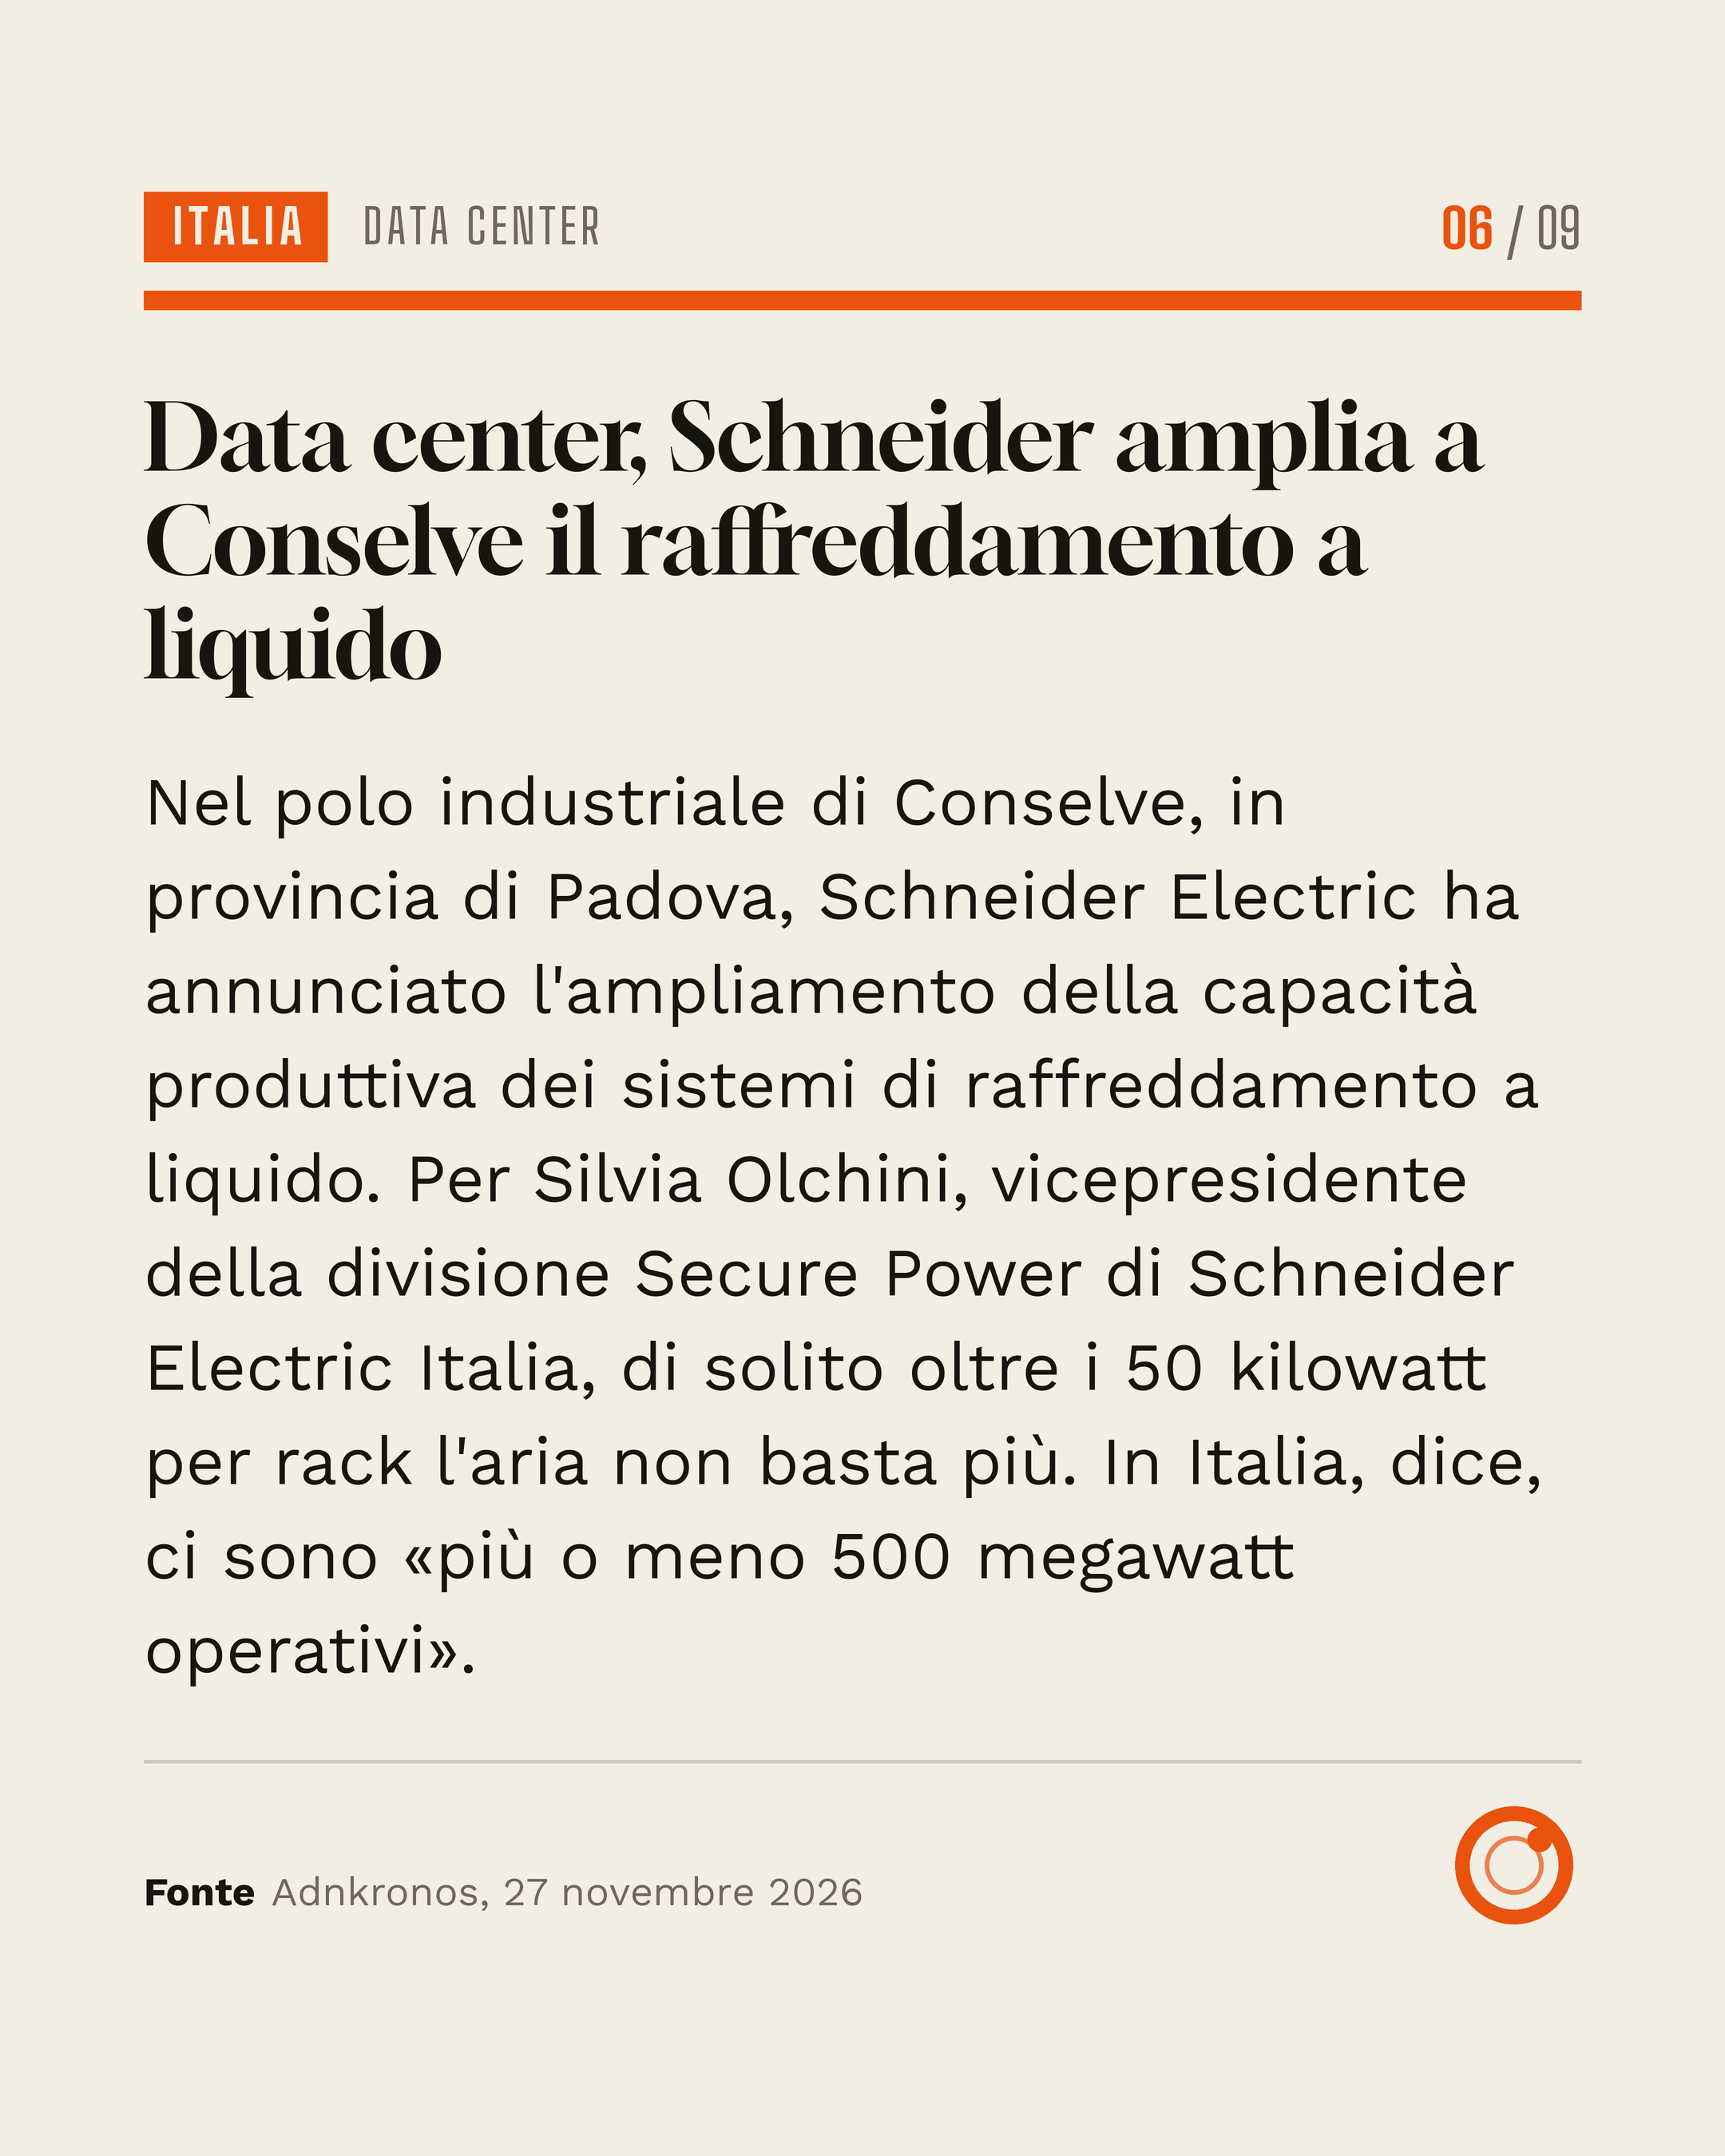 ITALIA DATA CENTER 06 / 09
Data center, Schneider amplia a
Conselve il raffreddamento a
liquido
Nel polo industriale di Conselve, in
provincia di Padova, Schneider Electric ha
annunciato l'ampliamento della capacità
produttiva dei sistemi di raffreddamento a
liquido. Per Silvia Olchini, vicepresidente
della divisione Secure Power di Schneider
Electric Italia, di solito oltre i 50 kilowatt
per rack l'aria non basta più. In Italia, dice,
ci sono «più o meno 500 megawatt
operativi».
Fonte Adnkronos, 27 novembre 2026